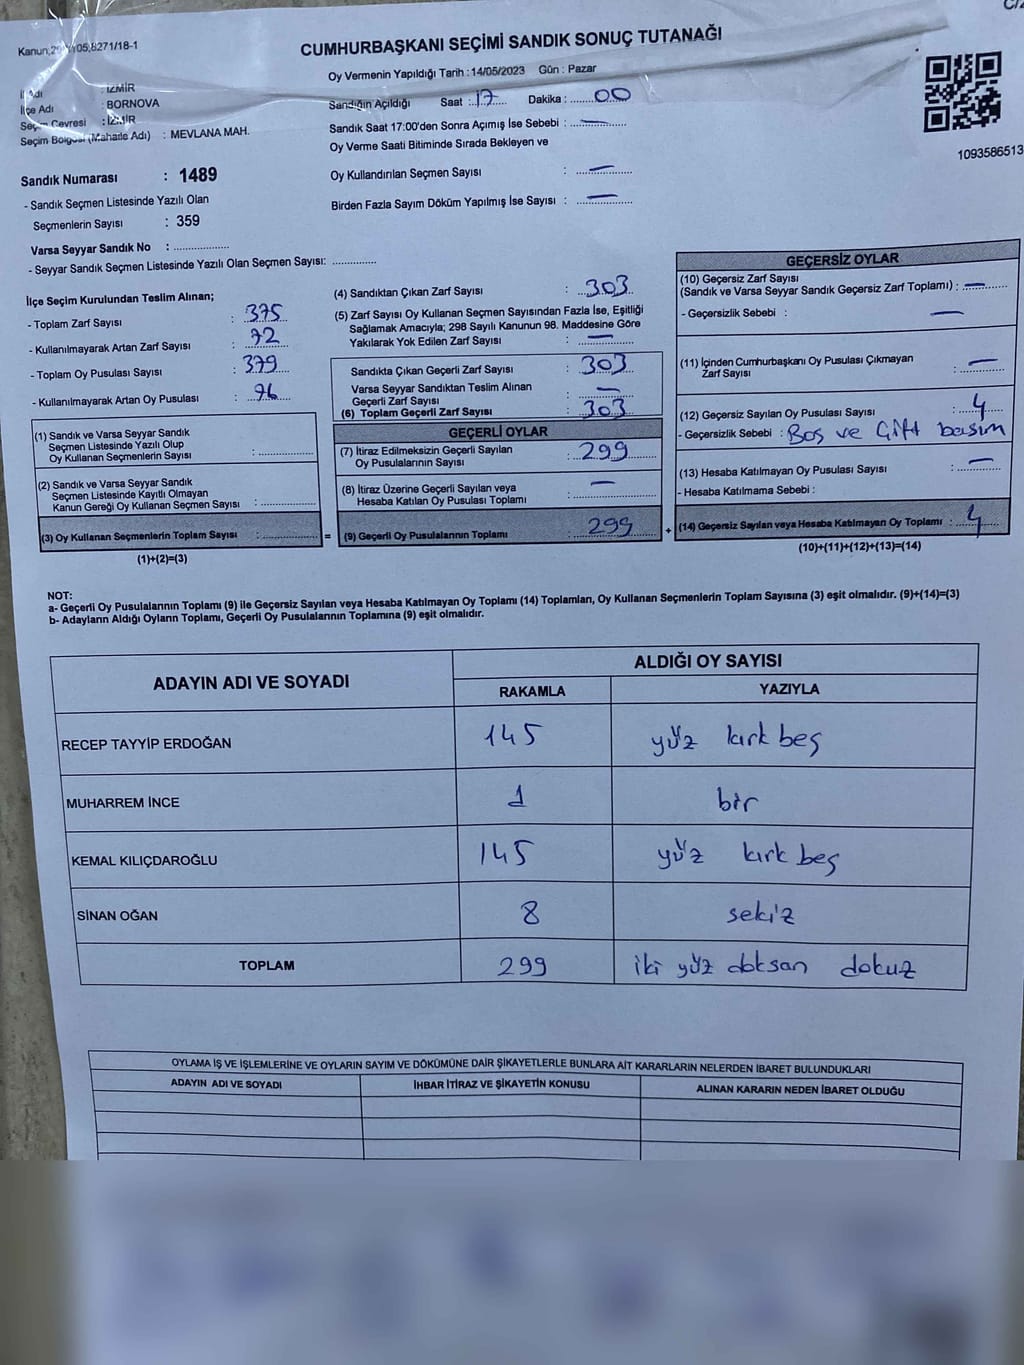 CUMHURBAŞKANI SEÇİMİ SANDIK SONUÇ TUTANAĞI
Oy Vermenin Yapıldığı Tarih : 14/05/2023 Gün : Pazar
: İZMİR
İlçe Adı : BORNOVA
Seçim Çevresi : İZMİR
Seçim Bölgesi (Mahalle Adı) : MEVLANA MAH.
Sandık Numarası : 1489
- Sandık Seçmen Listesinde Yazılı Olan
Seçmenlerin Sayısı : 359
Varsa Seyyar Sandık No : ..................
- Seyyar Sandık Seçmen Listesinde Yazılı Olan Seçmen Sayısı: ..............
Sandığın Açıldığı Saat : 17 Dakika : 00
Sandık Saat 17:00'den Sonra Açımış İse Sebebi : —
Oy Verme Saati Bitiminde Sırada Bekleyen ve
Oy Kullandırılan Seçmen Sayısı : —
Birden Fazla Sayım Döküm Yapılmış İse Sayısı : —
1093586513
İlçe Seçim Kurulundan Teslim Alınan;
- Toplam Zarf Sayısı : 375
- Kullanılmayarak Artan Zarf Sayısı : 72
- Toplam Oy Pusulası Sayısı : 379
- Kullanılmayarak Artan Oy Pusulası : 76
(1) Sandık ve Varsa Seyyar Sandık
Seçmen Listesinde Yazılı Olup
Oy Kullanan Seçmenlerin Sayısı : ..................
(2) Sandık ve Varsa Seyyar Sandık
Seçmen Listesinde Kayıtlı Olmayan
Kanun Gereği Oy Kullanan Seçmen Sayısı : ..................
(3) Oy Kullanan Seçmenlerin Toplam Sayısı : ..................
(1)+(2)=(3)
=
(4) Sandıktan Çıkan Zarf Sayısı : 303
(5) Zarf Sayısı Oy Kullanan Seçmen Sayısından Fazla İse, Eşitliği
Sağlamak Amacıyla; 298 Sayılı Kanunun 98. Maddesine Göre
Yakılarak Yok Edilen Zarf Sayısı : —
Sandıkta Çıkan Geçerli Zarf Sayısı : 303
Varsa Seyyar Sandıktan Teslim Alınan
Geçerli Zarf Sayısı : —
(6) Toplam Geçerli Zarf Sayısı : 303
GEÇERLİ OYLAR
(7) İtiraz Edilmeksizin Geçerli Sayılan
Oy Pusulalarının Sayısı : 299
(8) İtiraz Üzerine Geçerli Sayılan veya
Hesaba Katılan Oy Pusulası Toplamı : —
(9) Geçerli Oy Pusulalarının Toplamı : 299
+
GEÇERSİZ OYLAR
(10) Geçersiz Zarf Sayısı
(Sandık ve Varsa Seyyar Sandık Geçersiz Zarf Toplamı) : —
- Geçersizlik Sebebi : —
(11) İçinden Cumhurbaşkanı Oy Pusulası Çıkmayan
Zarf Sayısı : —
(12) Geçersiz Sayılan Oy Pusulası Sayısı : 4
- Geçersizlik Sebebi : Boş ve Çift basım
(13) Hesaba Katılmayan Oy Pusulası Sayısı : —
- Hesaba Katılmama Sebebi :
(14) Geçersiz Sayılan veya Hesaba Katılmayan Oy Toplamı : 4
(10)+(11)+(12)+(13)=(14)
NOT:
a- Geçerli Oy Pusulalarının Toplamı (9) ile Geçersiz Sayılan veya Hesaba Katılmayan Oy Toplamı (14) Toplamları, Oy Kullanan Seçmenlerin Toplam Sayısına (3) eşit olmalıdır. (9)+(14)=(3)
b- Adayların Aldığı Oyların Toplamı, Geçerli Oy Pusulalarının Toplamına (9) eşit olmalıdır.
ADAYIN ADI VE SOYADI
ALDIĞI OY SAYISI
RAKAMLA YAZIYLA
RECEP TAYYİP ERDOĞAN 145 yüz kırk beş
MUHARREM İNCE 1 bir
KEMAL KILIÇDAROĞLU 145 yüz kırk beş
SİNAN OĞAN 8 sekiz
TOPLAM 299 iki yüz doksan dokuz
OYLAMA İŞ VE İŞLEMLERİNE VE OYLARIN SAYIM VE DÖKÜMÜNE DAİR ŞİKAYETLERLE BUNLARA AİT KARARLARIN NELERDEN İBARET BULUNDUKLARI
ADAYIN ADI VE SOYADI İHBAR İTİRAZ VE ŞİKAYETİN KONUSU ALINAN KARARIN NEDEN İBARET OLDUĞU